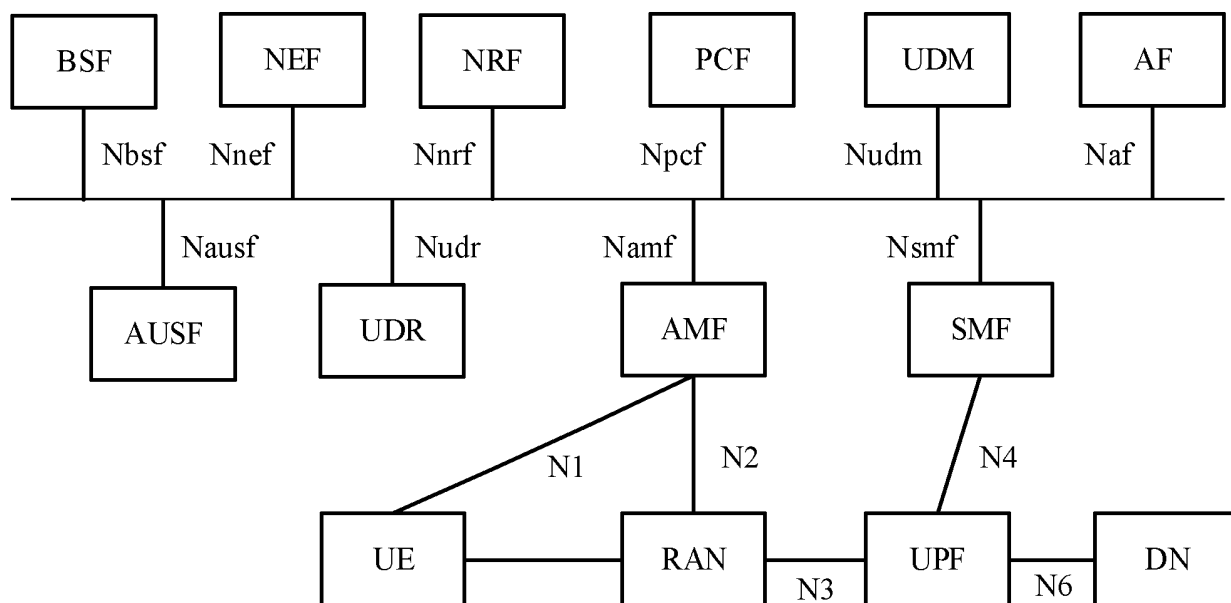 BSF NEF NRF PCF UDM AF
Nbsf Nnef Nnrf Npcf Nudm Naf
Nausf Nudr Namf Nsmf
AUSF UDR AMF SMF
N1 N2 N4
UE RAN UPF DN
N3 N6